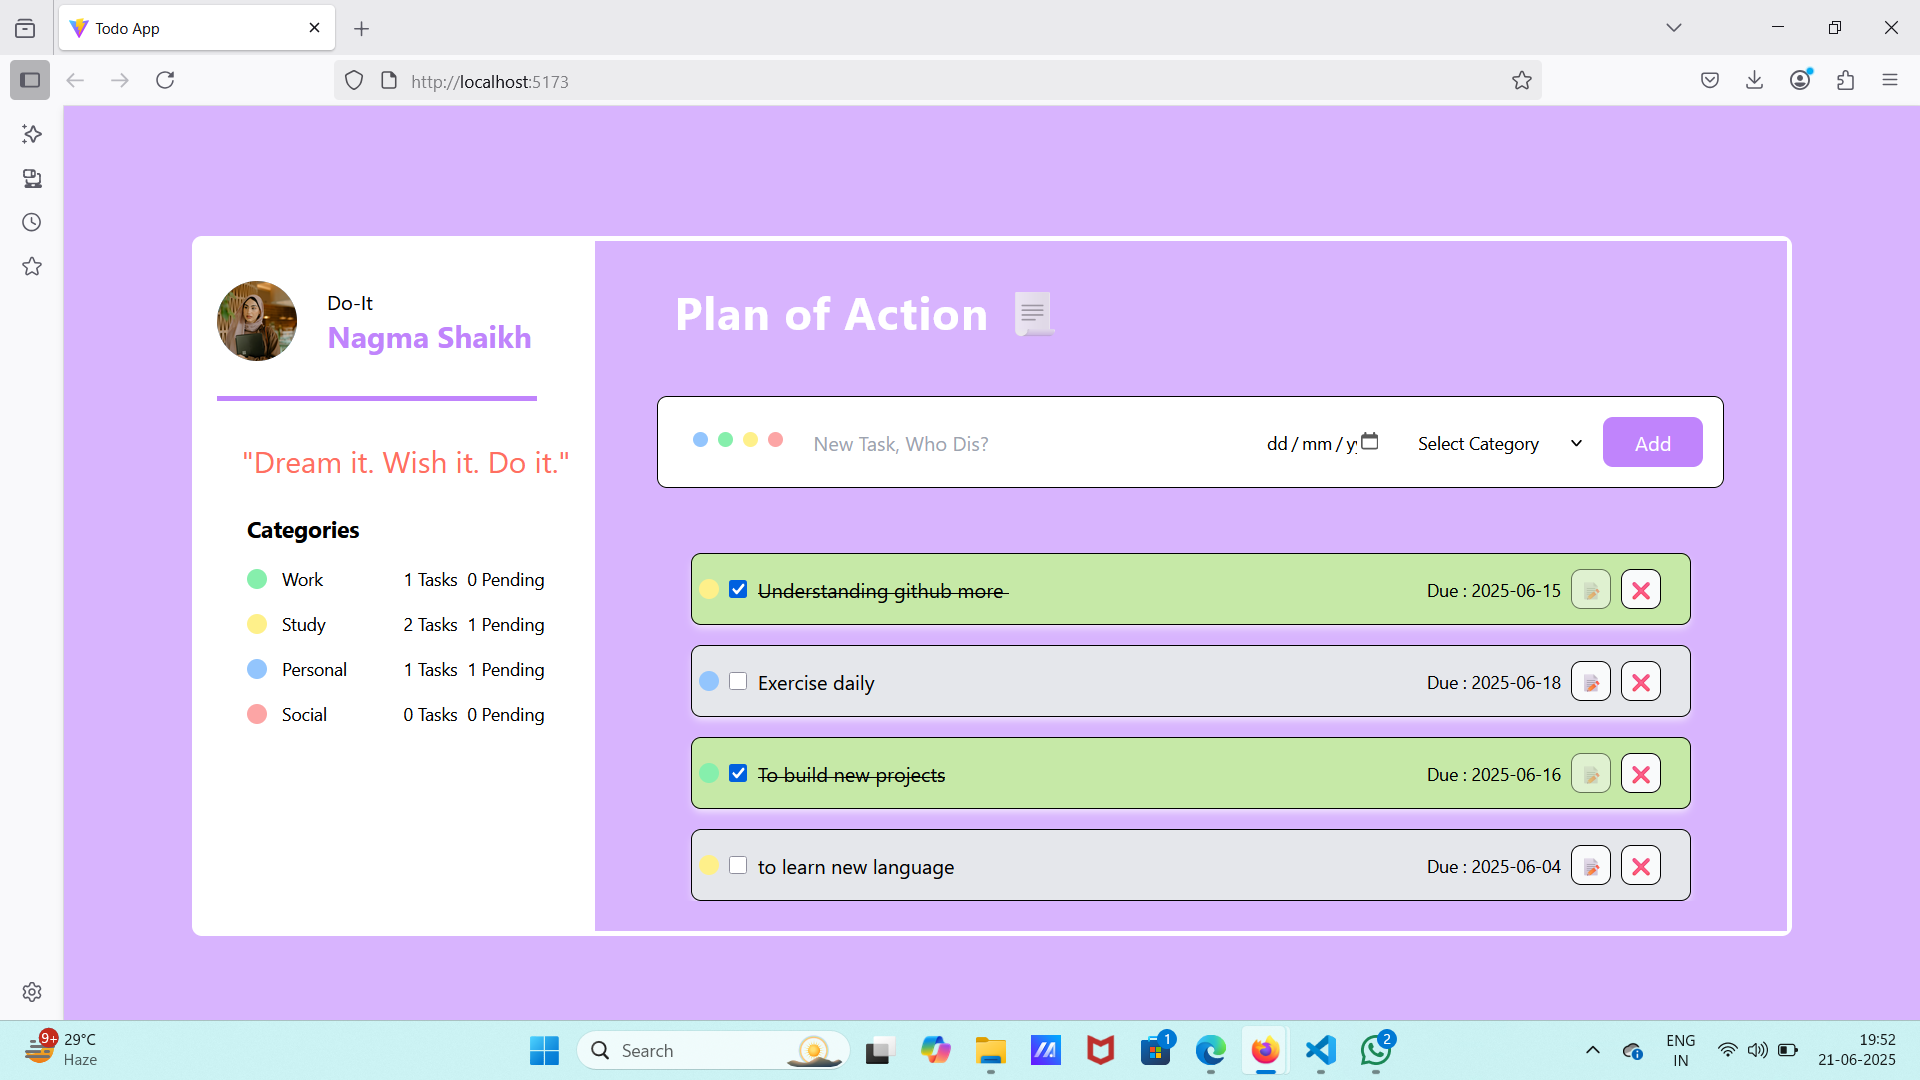 Todo App
http://localhost:5173
Do-It
Nagma Shaikh
"Dream it. Wish it. Do it."
Categories
Work 1 Tasks 0 Pending
Study 2 Tasks 1 Pending
Personal 1 Tasks 1 Pending
Social 0 Tasks 0 Pending
Plan of Action
New Task, Who Dis? dd / mm / y Select Category Add
Understanding github more Due : 2025-06-15
Exercise daily Due : 2025-06-18
To build new projects Due : 2025-06-16
to learn new language Due : 2025-06-04
9+ 29°C
Haze
Search
1
2
ENG
IN
19:52
21-06-2025